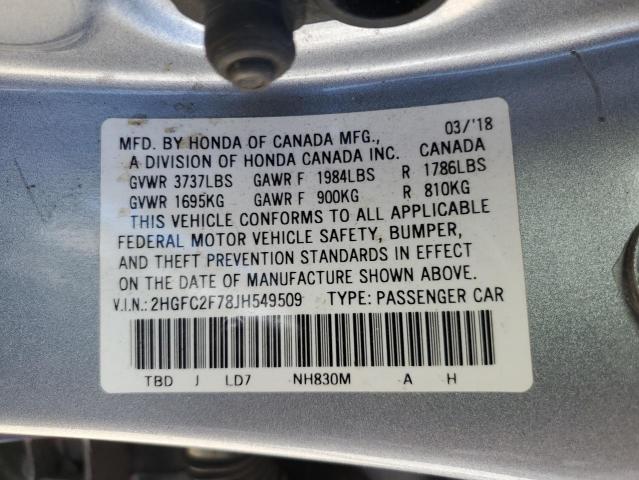 MFD. BY HONDA OF CANADA MFG., 03/'18
A DIVISION OF HONDA CANADA INC. CANADA
GVWR 3737LBS GAWR F 1984LBS R 1786LBS
GVWR 1695KG GAWR F 900KG R 810KG
THIS VEHICLE CONFORMS TO ALL APPLICABLE
FEDERAL MOTOR VEHICLE SAFETY, BUMPER,
AND THEFT PREVENTION STANDARDS IN EFFECT
ON THE DATE OF MANUFACTURE SHOWN ABOVE.
V.I.N.: 2HGFC2F78JH549509 TYPE: PASSENGER CAR
TBD J LD7 NH830M A H